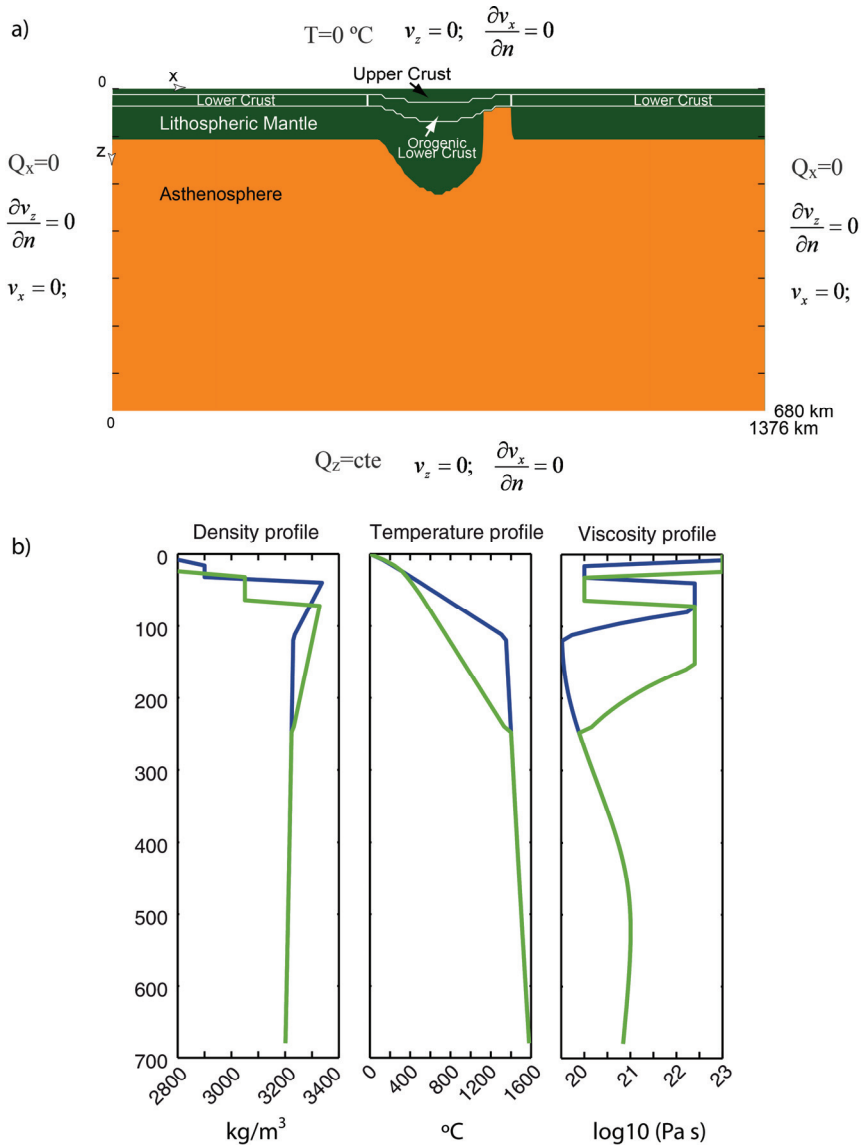 a)
T=0 ºC v_z = 0; ∂v_x/∂n = 0
0
x
Upper Crust
Lower Crust
Lower Crust
Lithospheric Mantle
Orogenic
Lower Crust
z
Q_x=0
Q_x=0
∂v_z/∂n = 0
∂v_z/∂n = 0
Asthenosphere
v_x = 0;
v_x = 0;
680 km
0
1376 km
Q_z=cte v_z = 0; ∂v_x/∂n = 0
b)
Density profile
Temperature profile
Viscosity profile
0
100
200
300
400
500
600
700
2800
3000
3200
3400
0
400
800
1200
1600
20
21
22
23
kg/m³
ºC
log10 (Pa s)